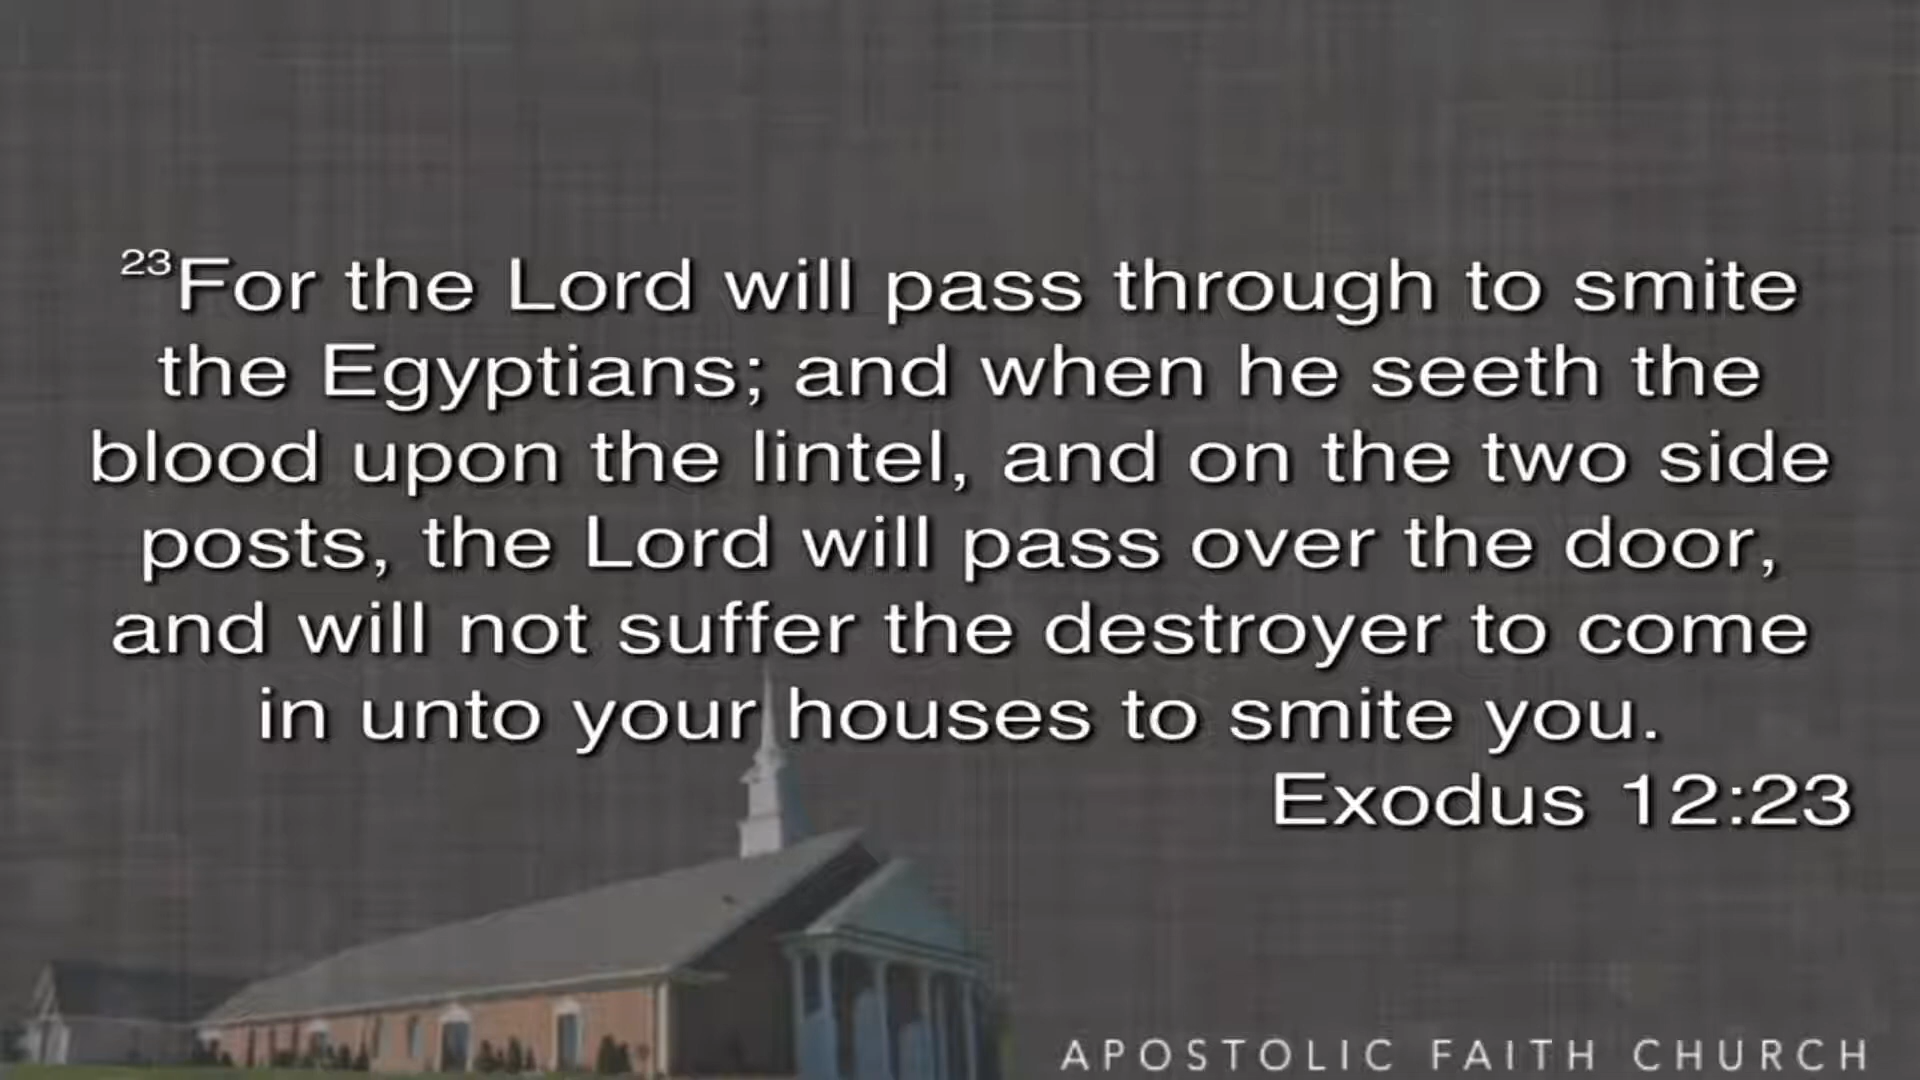 23For the Lord will pass through to smite
the Egyptians; and when he seeth the
blood upon the lintel, and on the two side
posts, the Lord will pass over the door,
and will not suffer the destroyer to come
in unto your houses to smite you.
Exodus 12:23
APOSTOLIC FAITH CHURCH